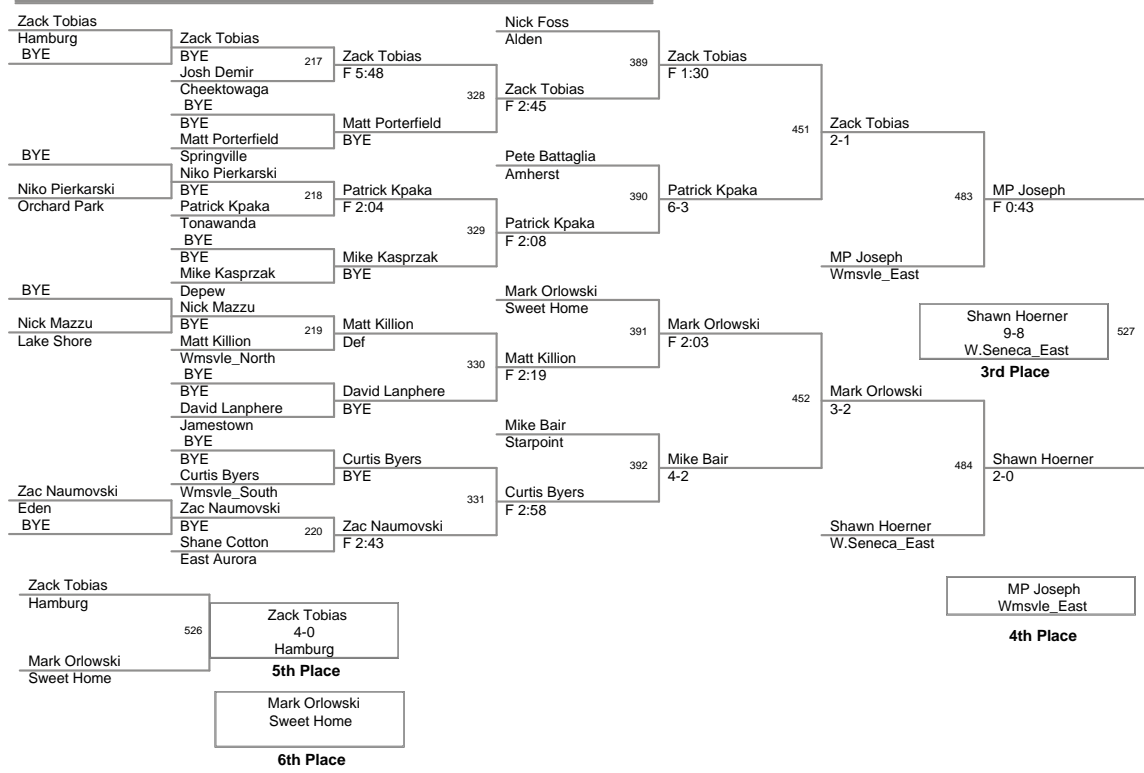 Zack Tobias
Hamburg
BYE
BYE
Niko Pierkarski
Orchard Park
BYE
Nick Mazzu
Lake Shore
Zac Naumovski
Eden
BYE
Zack Tobias
BYE
217
Josh Demir
Cheektowaga
BYE
BYE
Matt Porterfield
Springville
Niko Pierkarski
BYE
218
Patrick Kpaka
Tonawanda
BYE
BYE
Mike Kasprzak
Depew
Nick Mazzu
BYE
219
Matt Killion
Wmsvle_North
BYE
BYE
David Lanphere
Jamestown
BYE
BYE
Curtis Byers
Wmsvle_South
Zac Naumovski
BYE
220
Shane Cotton
East Aurora
Zack Tobias
F 5:48
328
Matt Porterfield
BYE
Patrick Kpaka
F 2:04
329
Mike Kasprzak
BYE
Matt Killion
Def
330
David Lanphere
BYE
Curtis Byers
BYE
331
Zac Naumovski
F 2:43
Nick Foss
Alden
389
Zack Tobias
F 2:45
Pete Battaglia
Amherst
390
Patrick Kpaka
F 2:08
Mark Orlowski
Sweet Home
391
Matt Killion
F 2:19
Mike Bair
Starpoint
392
Curtis Byers
F 2:58
Zack Tobias
F 1:30
451
Patrick Kpaka
6-3
Mark Orlowski
F 2:03
452
Mike Bair
4-2
Zack Tobias
2-1
483
MP Joseph
Wmsvle_East
Mark Orlowski
3-2
484
Shawn Hoerner
W.Seneca_East
MP Joseph
F 0:43
Shawn Hoerner
9-8
W.Seneca_East
527
3rd Place
Shawn Hoerner
2-0
MP Joseph
Wmsvle_East
4th Place
Zack Tobias
Hamburg
526
Mark Orlowski
Sweet Home
Zack Tobias
4-0
Hamburg
5th Place
Mark Orlowski
Sweet Home
6th Place